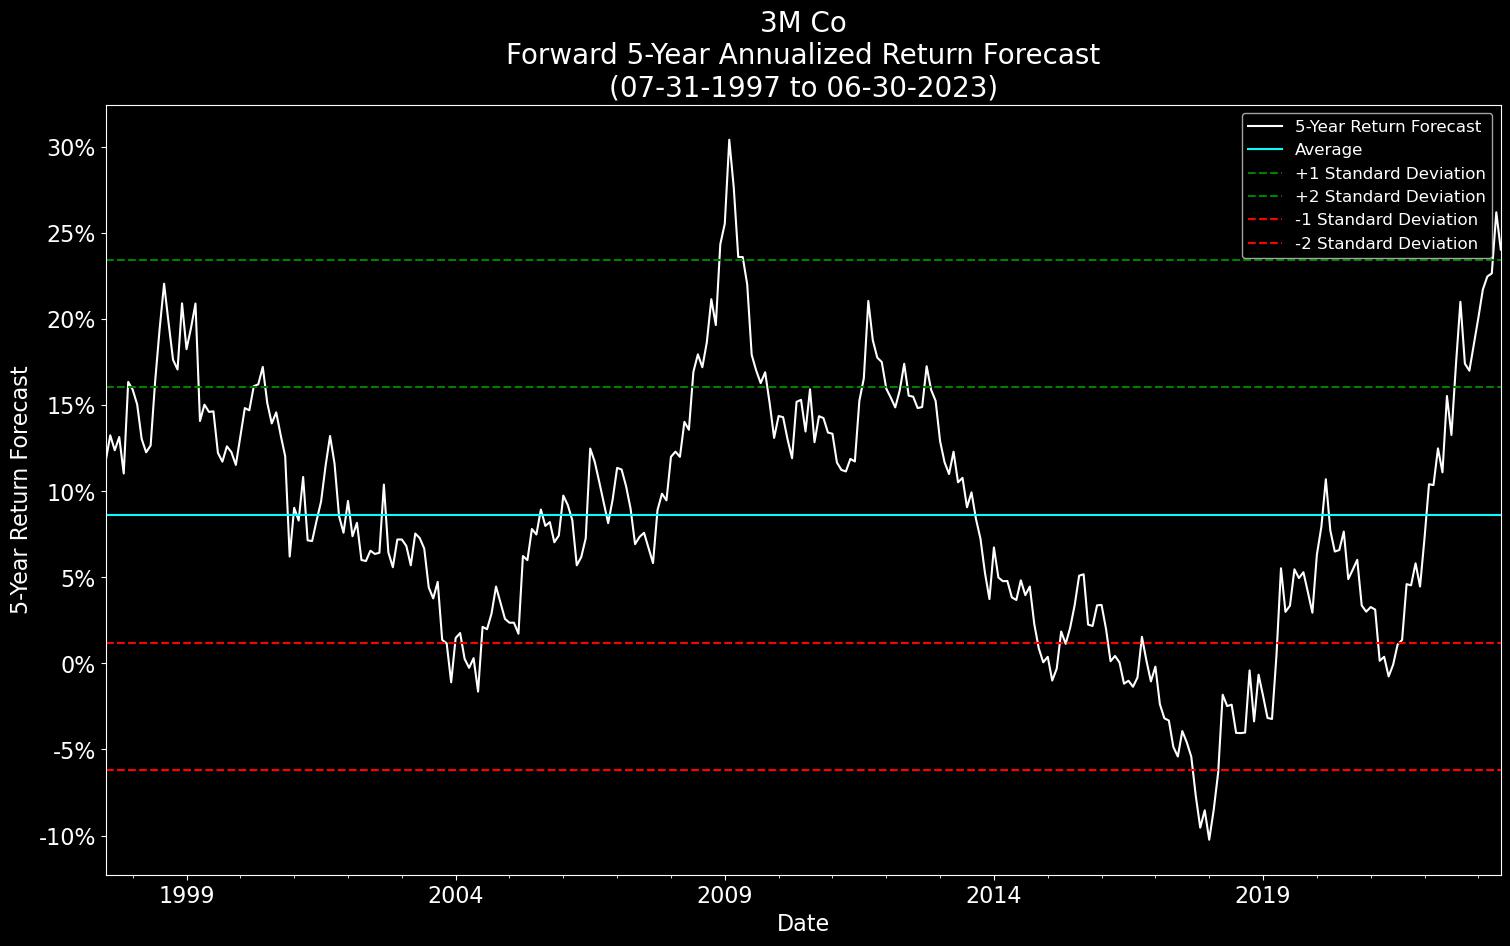 3M Co
Forward 5-Year Annualized Return Forecast
(07-31-1997 to 06-30-2023)
5-Year Return Forecast
Average
+1 Standard Deviation
+2 Standard Deviation
-1 Standard Deviation
-2 Standard Deviation
30%
25%
20%
15%
10%
5%
0%
-5%
-10%
5-Year Return Forecast
1999
2004
2009
2014
2019
Date